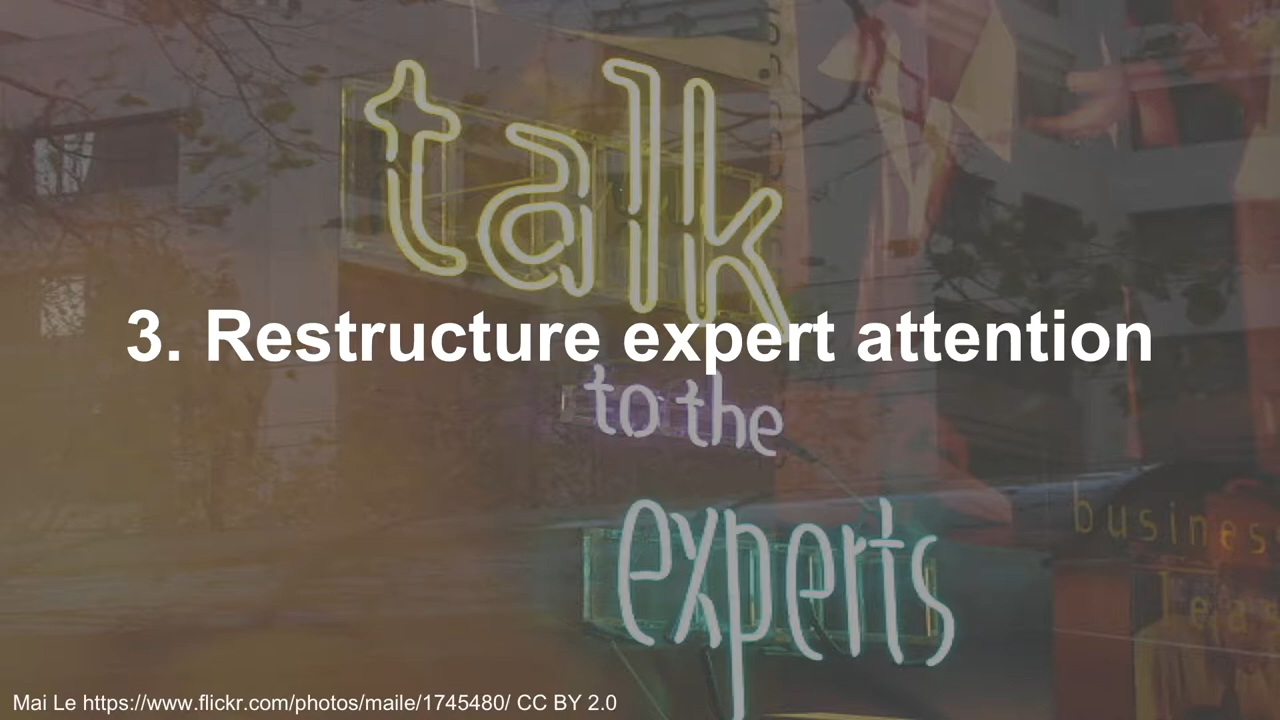 talk
3. Restructure expert attention
to the
experts
busines
leas
Mai Le https://www.flickr.com/photos/maile/1745480/ CC BY 2.0